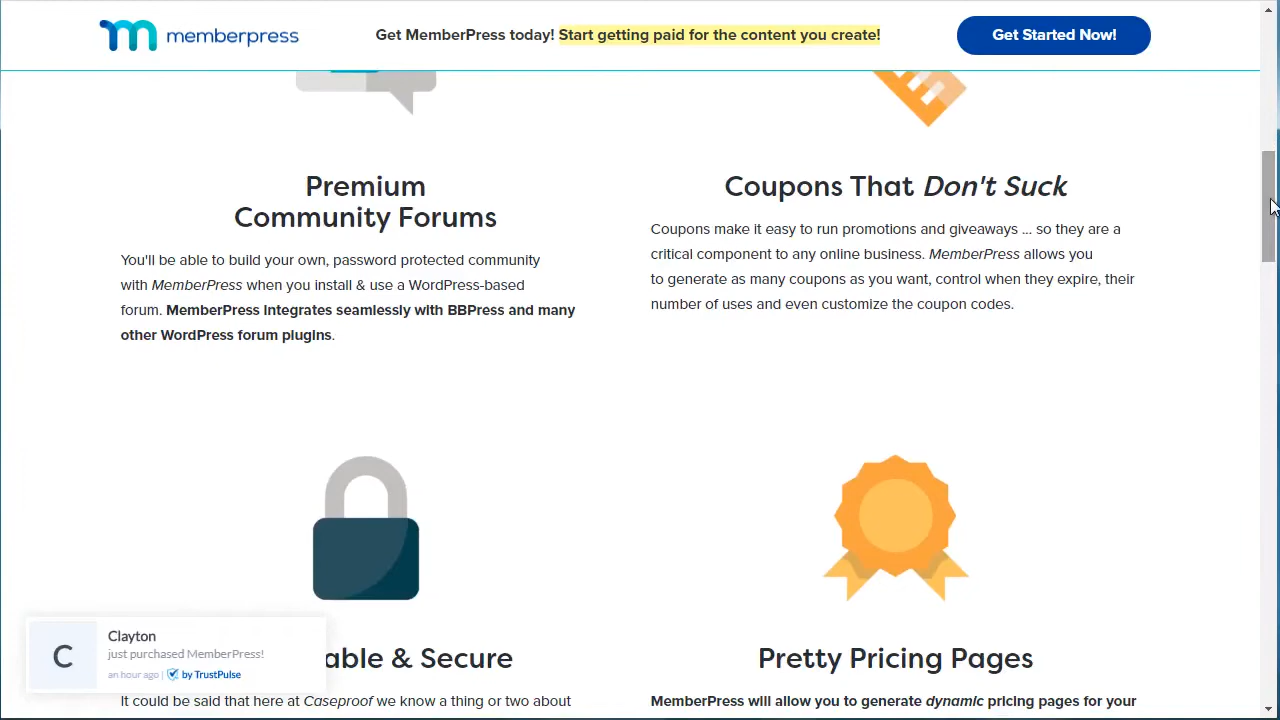 memberpress
Get MemberPress today! Start getting paid for the content you create!
Get Started Now!
Premium
Community Forums
You'll be able to build your own, password protected community
with MemberPress when you install & use a WordPress-based
forum. MemberPress integrates seamlessly with BBPress and many
other WordPress forum plugins.
Coupons That Don't Suck
Coupons make it easy to run promotions and giveaways ... so they are a
critical component to any online business. MemberPress allows you
to generate as many coupons as you want, control when they expire, their
number of uses and even customize the coupon codes.
able & Secure
It could be said that here at Caseproof we know a thing or two about
Pretty Pricing Pages
MemberPress will allow you to generate dynamic pricing pages for your
C
Clayton
just purchased MemberPress!
an hour ago | by TrustPulse